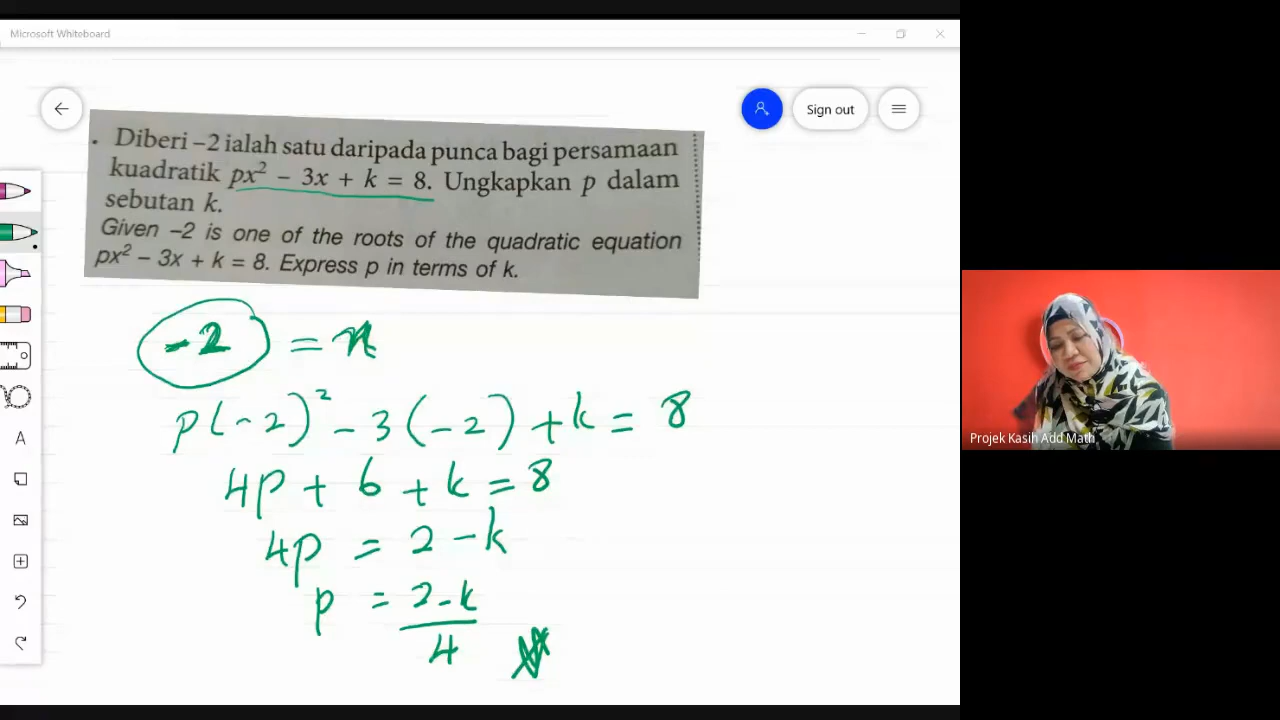 Microsoft Whiteboard
Sign out
. Diberi –2 ialah satu daripada punca bagi persamaan
kuadratik px² – 3x + k = 8. Ungkapkan p dalam
sebutan k.
Given –2 is one of the roots of the quadratic equation
px² – 3x + k = 8. Express p in terms of k.
-2 = x
p(-2)² - 3(-2) + k = 8
4p + 6 + k = 8
4p = 2 - k
p = 2-k
4
A
Projek Kasih Add Math